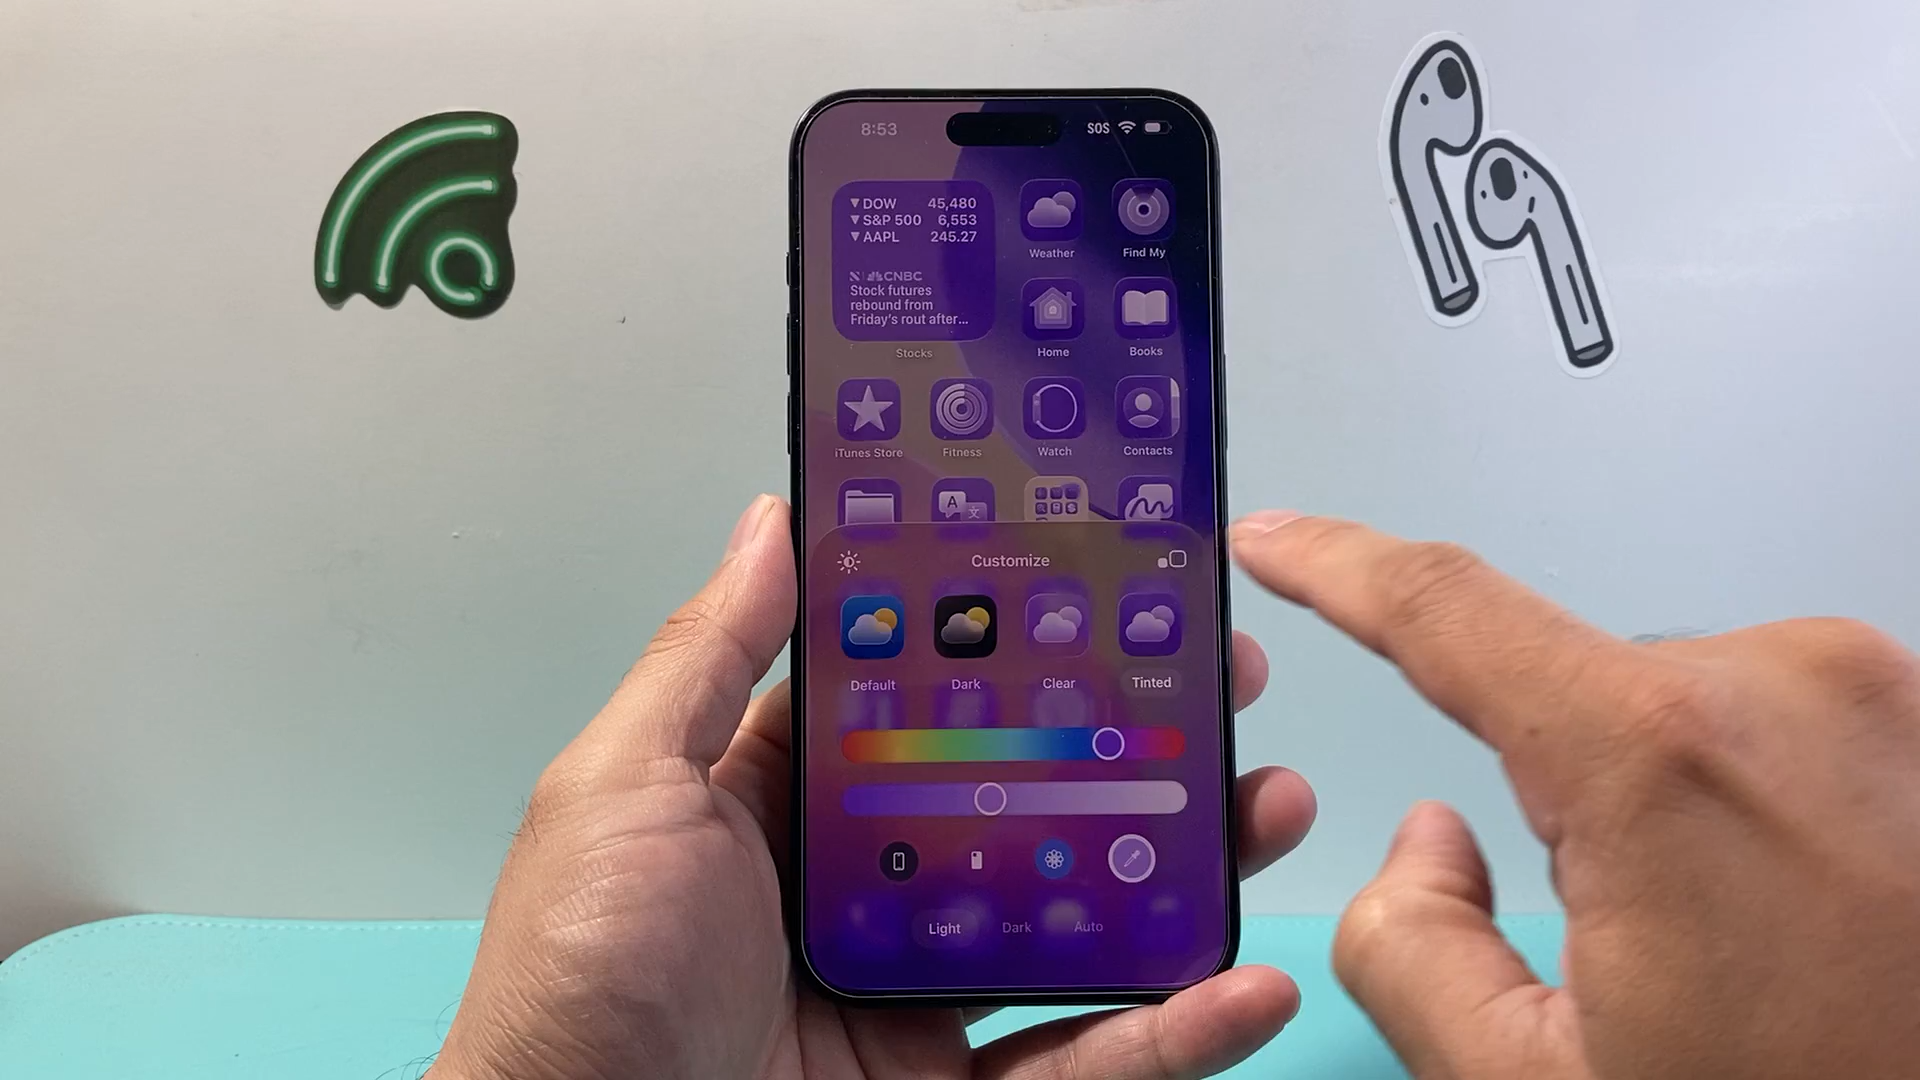 8:53
SOS
▼ DOW 45,480
▼ S&P 500 6,553
▼ AAPL 245.27
CNBC
Stock futures
rebound from
Friday's rout after...
Stocks
Weather
Find My
Home
Books
iTunes Store
Fitness
Watch
Contacts
A
文
Customize
Default
Dark
Clear
Tinted
Light
Dark
Auto